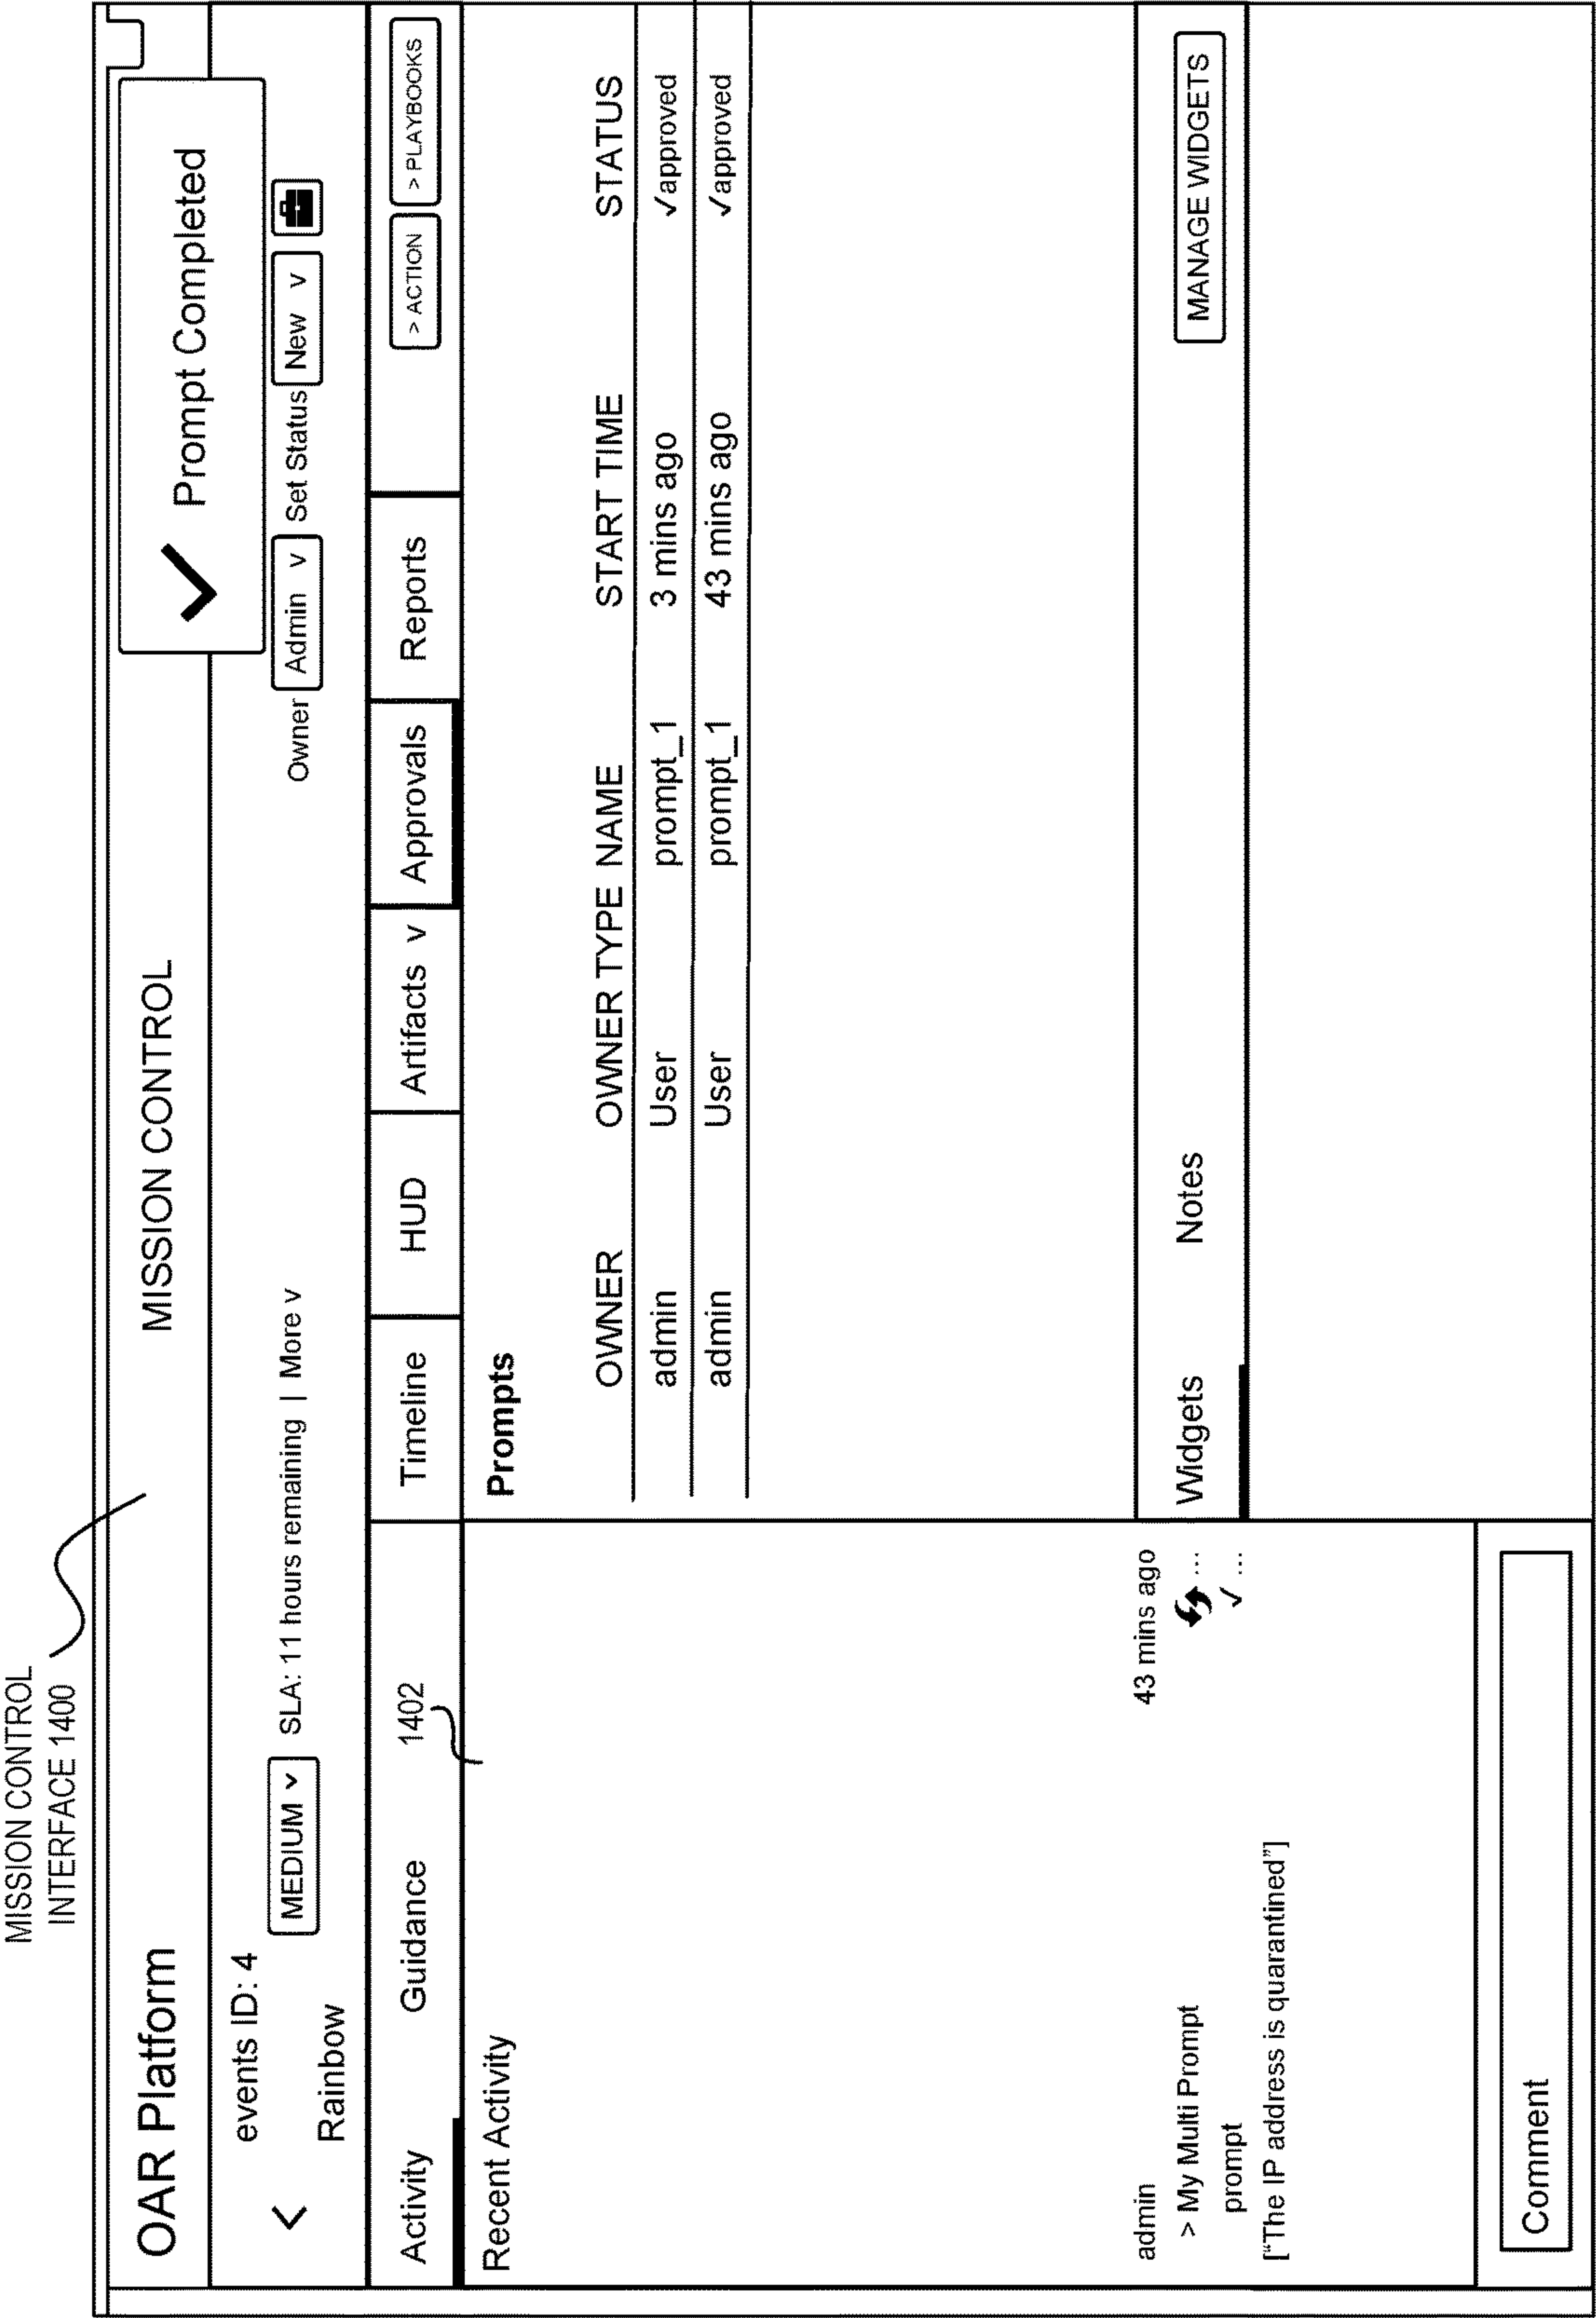 MISSION CONTROL
INTERFACE 1400
OAR Platform
MISSION CONTROL
✓ Prompt Completed
<
events ID: 4
Rainbow
MEDIUM v SLA: 11 hours remaining | More v
Owner Admin v Set Status New v
Activity Guidance 1402
Timeline HUD Artifacts v Approvals Reports > ACTION > PLAYBOOKS
Recent Activity
admin 43 mins ago
> My Multi Prompt ...
prompt ✓ ...
["The IP address is quarantined"]
Comment
Prompts
OWNER OWNER TYPE NAME START TIME STATUS
admin User prompt_1 3 mins ago ✓approved
admin User prompt_1 43 mins ago ✓approved
Widgets Notes MANAGE WIDGETS